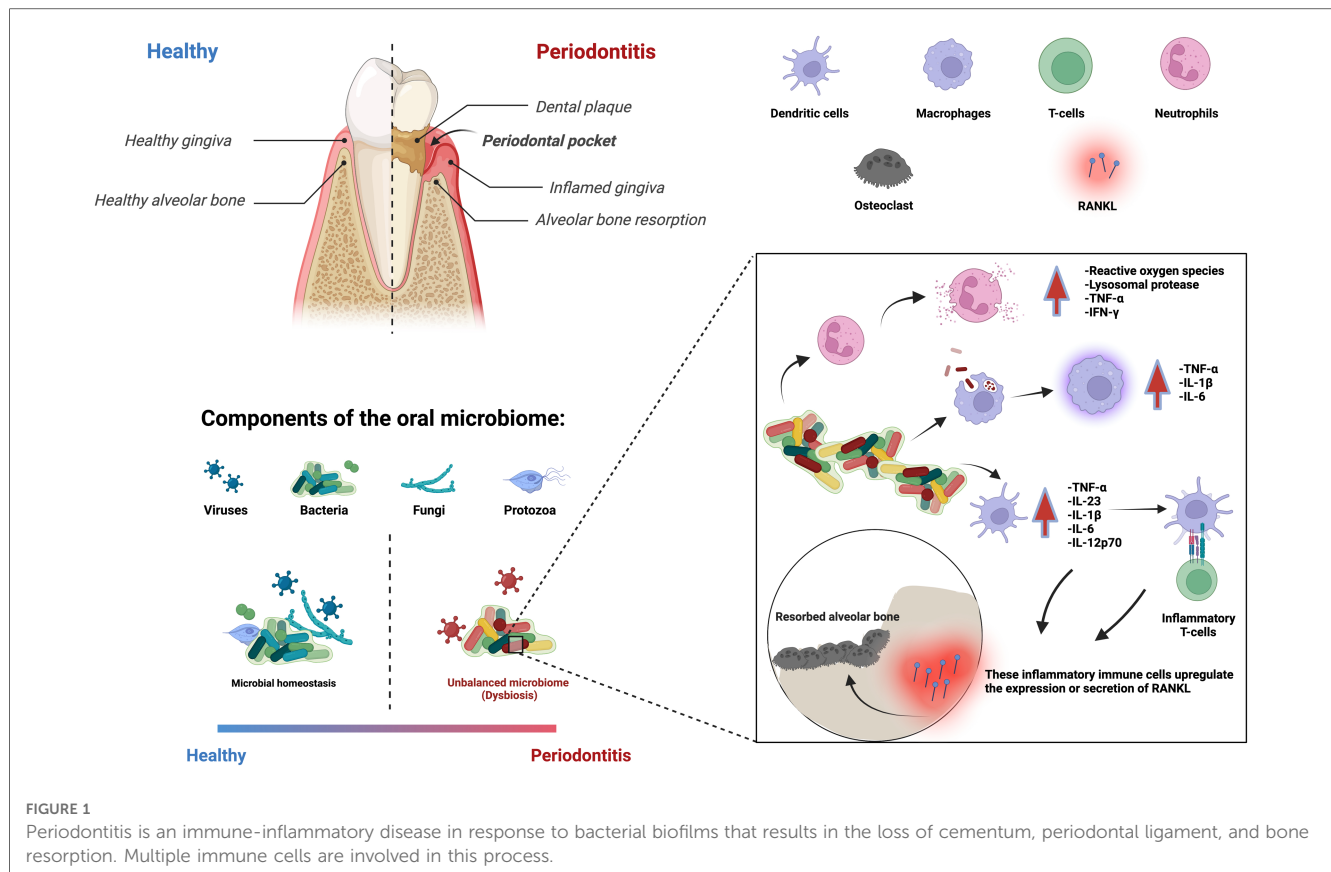 Healthy
Periodontitis
Dental plaque
Healthy gingiva
Periodontal pocket
Inflamed gingiva
Healthy alveolar bone
Alveolar bone resorption
Dendritic cells
Macrophages
T-cells
Neutrophils
Osteoclast
RANKL
Components of the oral microbiome:
Viruses
Bacteria
Fungi
Protozoa
Microbial homeostasis
Unbalanced microbiome
(Dysbiosis)
Healthy
Periodontitis
-Reactive oxygen species
-Lysosomal protease
-TNF-α
-IFN-γ
-TNF-α
-IL-1β
-IL-6
-TNF-α
-IL-23
-IL-1β
-IL-6
-IL-12p70
Inflammatory
T-cells
Resorbed alveolar bone
These inflammatory immune cells upregulate
the expression or secretion of RANKL
FIGURE 1
Periodontitis is an immune-inflammatory disease in response to bacterial biofilms that results in the loss of cementum, periodontal ligament, and bone
resorption. Multiple immune cells are involved in this process.